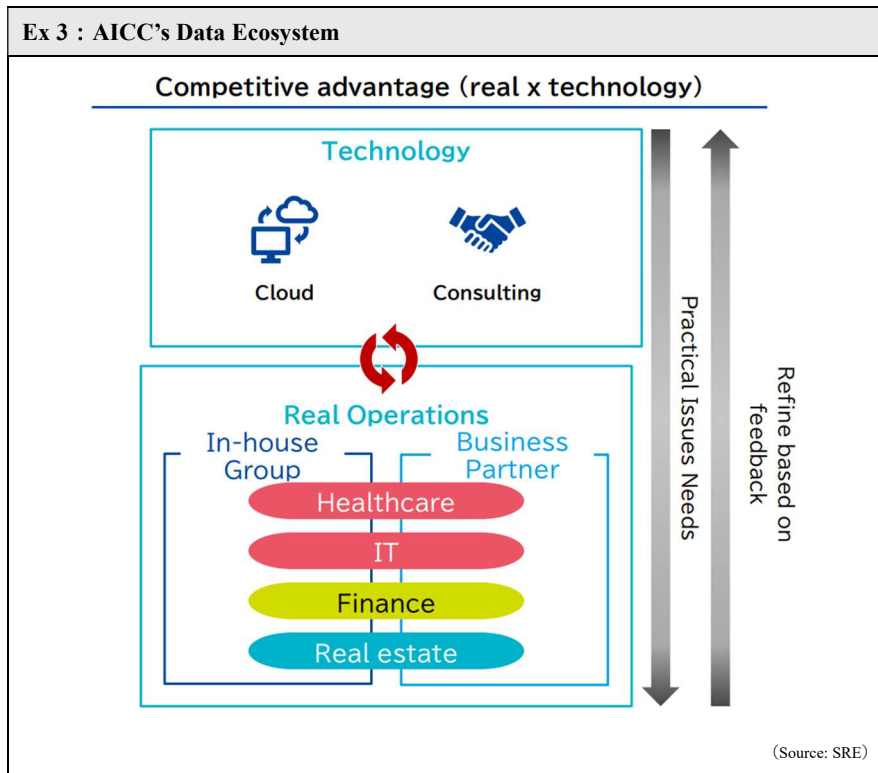 Ex 3：AICC’s Data Ecosystem
Competitive advantage (real x technology)
Technology
Cloud
Consulting
Real Operations
In-house
Group
Business
Partner
Healthcare
IT
Finance
Real estate
Practical Issues Needs
Refine based on
feedback
（Source: SRE）